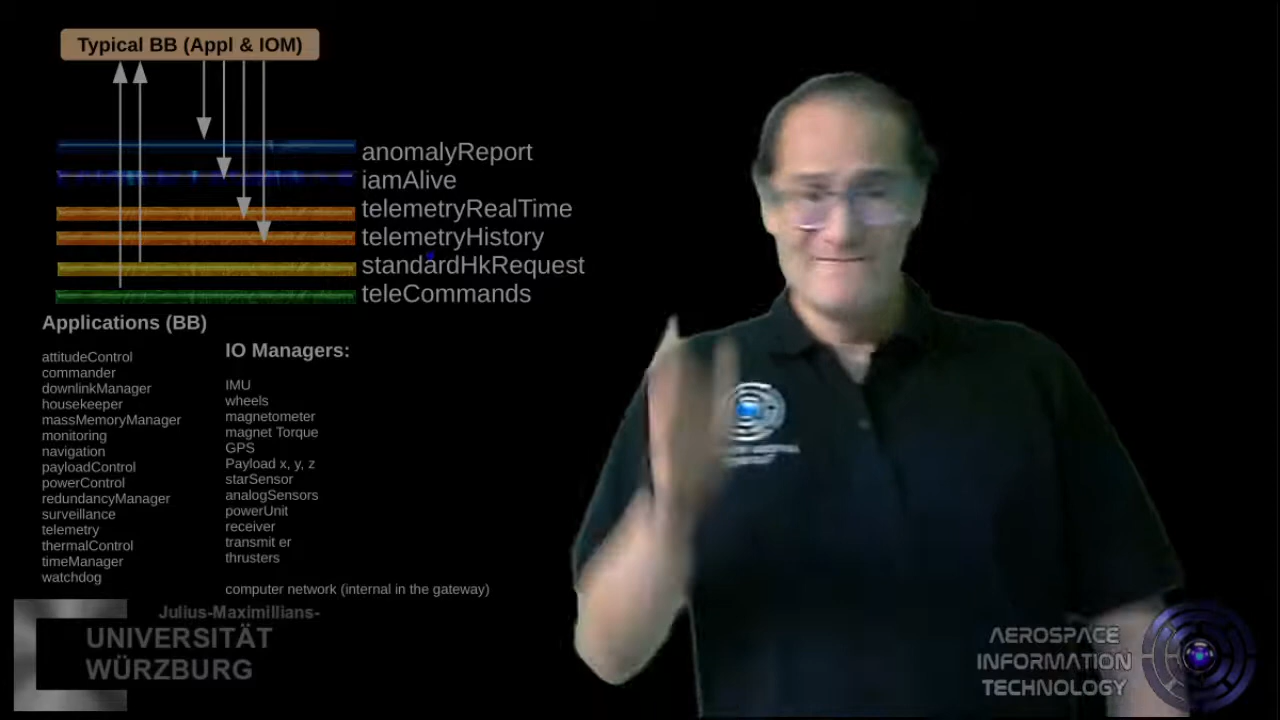 Typical BB (Appl & IOM)
anomalyReport
iamAlive
telemetryRealTime
telemetryHistory
standardHkRequest
teleCommands
Applications (BB)
attitudeControl
commander
downlinkManager
housekeeper
massMemoryManager
monitoring
navigation
payloadControl
powerControl
redundancyManager
surveillance
telemetry
thermalControl
timeManager
watchdog
IO Managers:
IMU
wheels
magnetometer
magnet Torque
GPS
Payload x, y, z
starSensor
analogSensors
powerUnit
receiver
transmit er
thrusters
computer network (internal in the gateway)
Julius-Maximillians-
UNIVERSITÄT
WÜRZBURG
AEROSPACE
INFORMATION
TECHNOLOGY